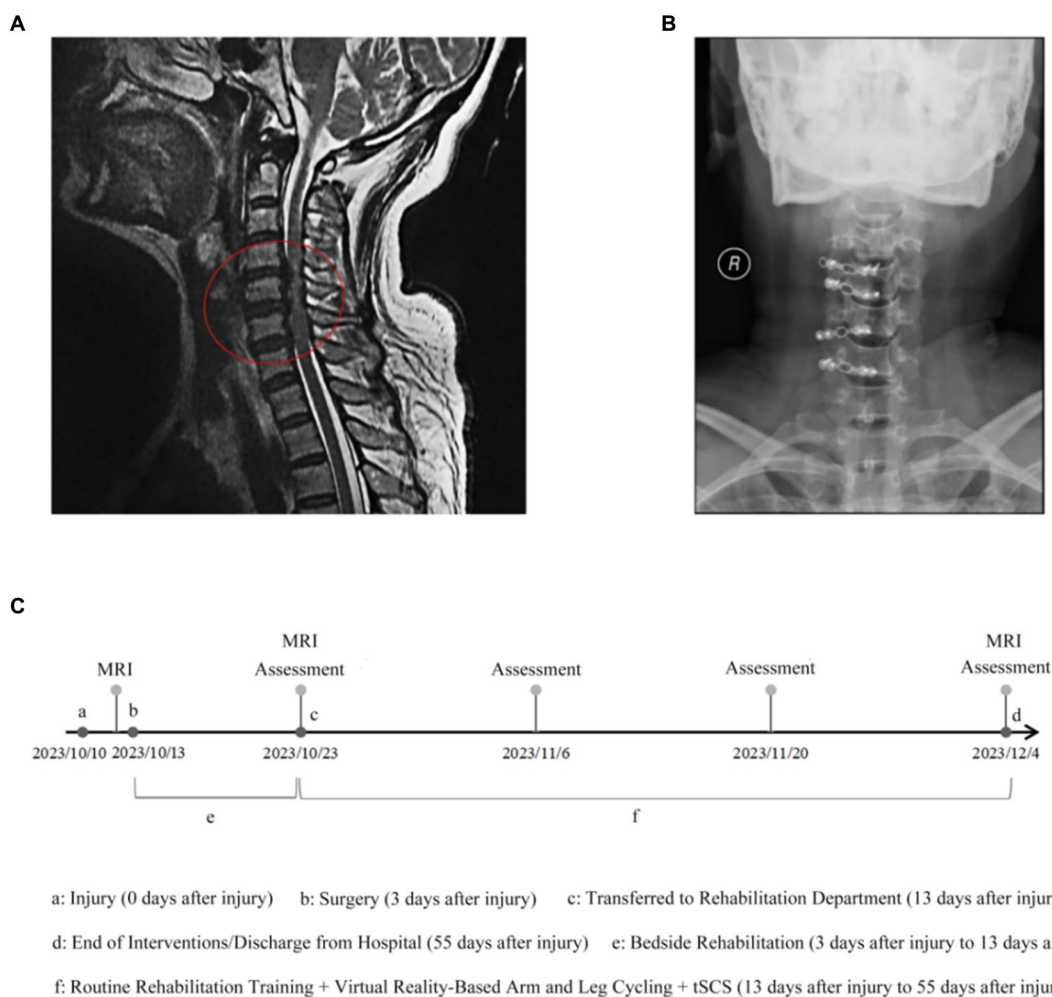 A
B
R
C
MRI
MRI
Assessment
Assessment
Assessment
MRI
Assessment
a
b
c
d
2023/10/10
2023/10/13
2023/10/23
2023/11/6
2023/11/20
2023/12/4
e
f
a: Injury (0 days after injury) b: Surgery (3 days after injury) c: Transferred to Rehabilitation Department (13 days after
d: End of Interventions/Discharge from Hospital (55 days after injury) e: Bedside Rehabilitation (3 days after injury to 13 days
f: Routine Rehabilitation Training + Virtual Reality-Based Arm and Leg Cycling + tSCS (13 days after injury to 55 days after